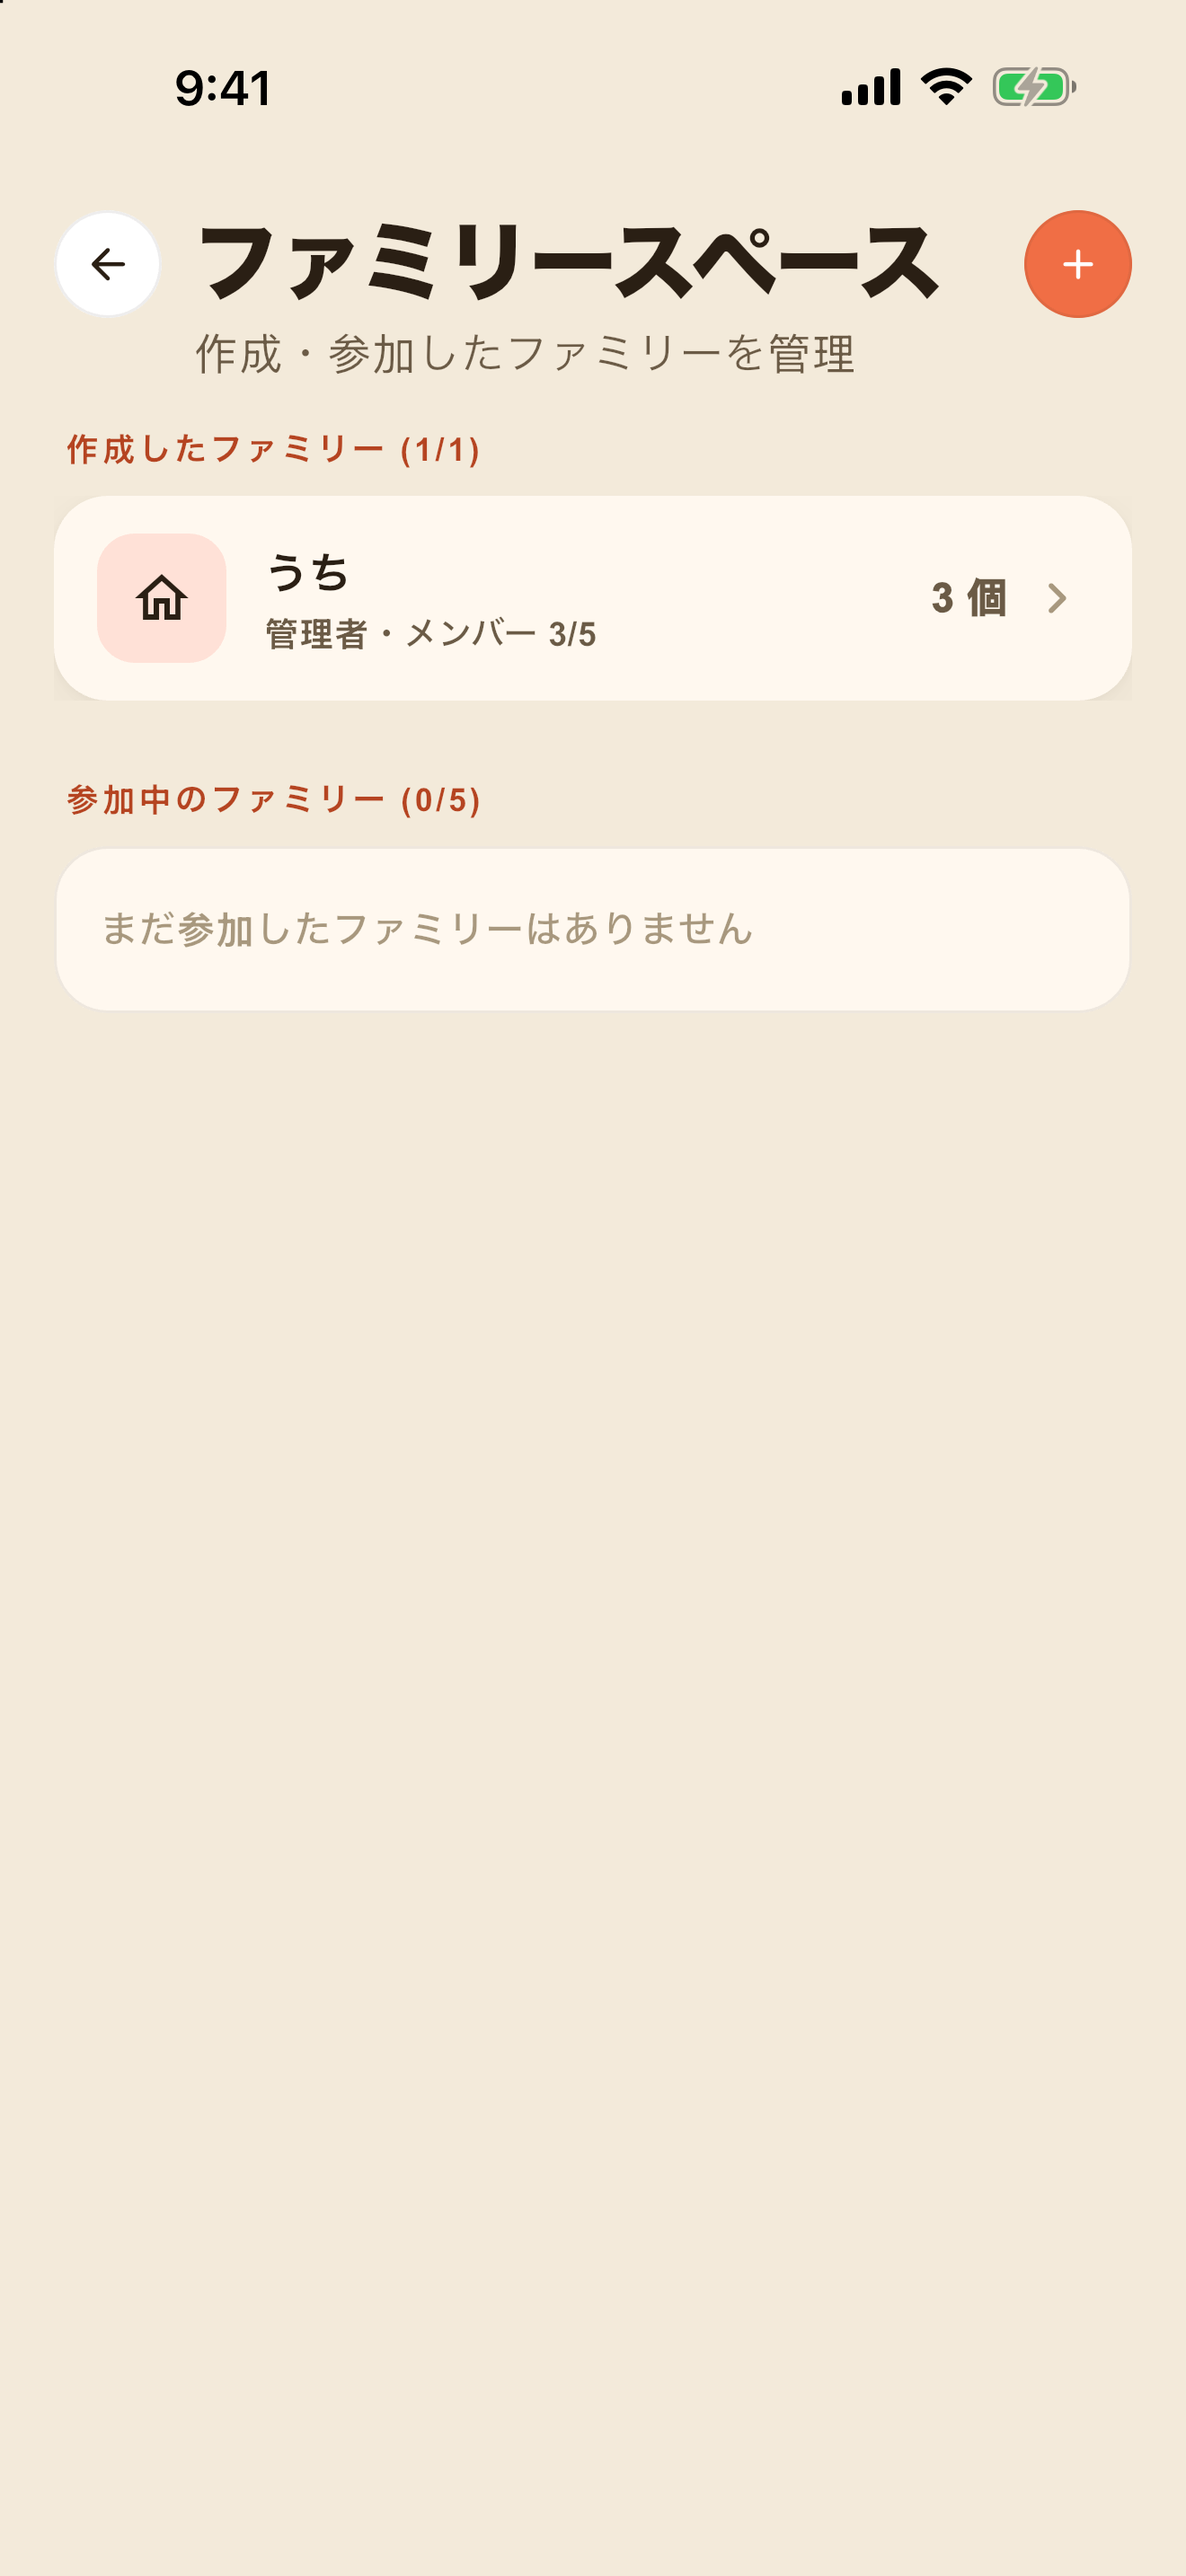 9:41
ファミリースペース
作成・参加したファミリーを管理
作成したファミリー (1/1)
うち
管理者・メンバー 3/5
3 個
参加中のファミリー (0/5)
まだ参加したファミリーはありません